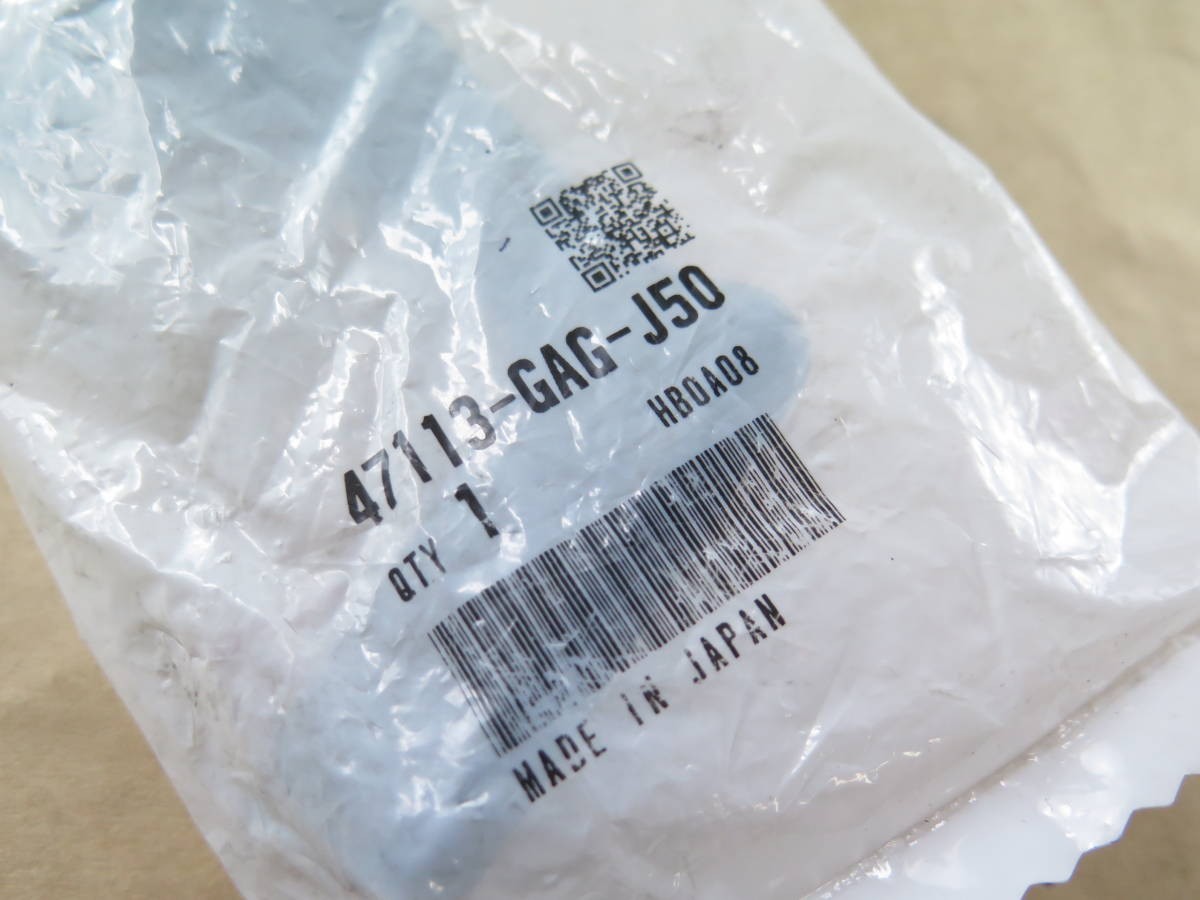 47113-GAG-J50
HB0A08
QTY 1
MADE IN JAPAN